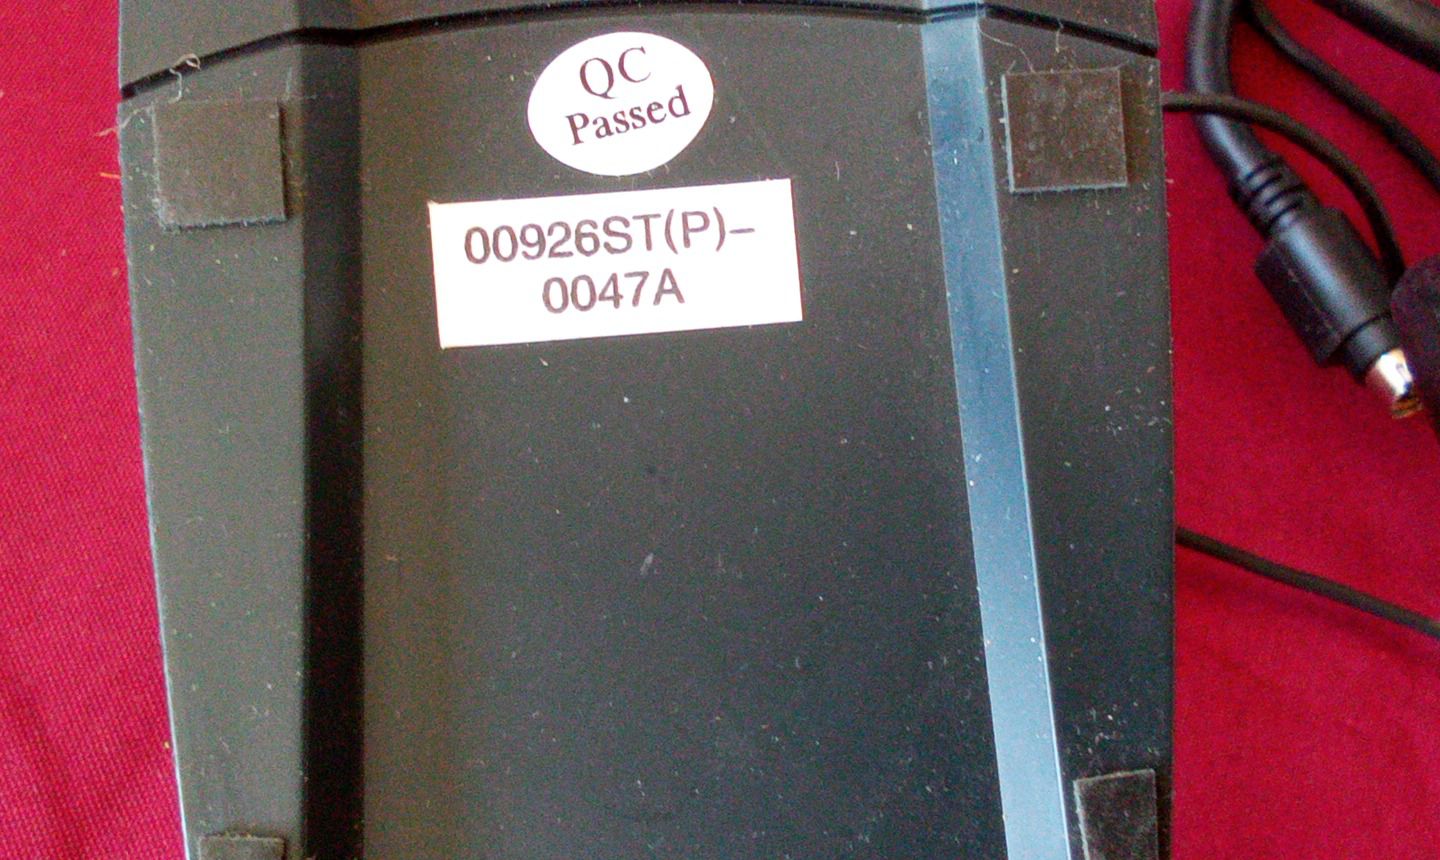 QC
Passed
00926ST(P)–
0047A